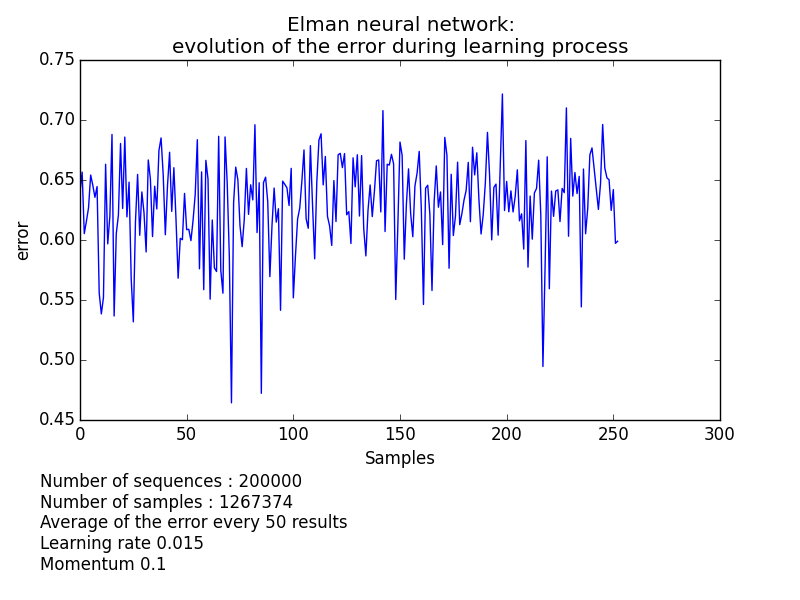 Elman neural network:
evolution of the error during learning process
0.75
0.70
0.65
0.60
0.55
0.50
0.45
error
0 50 100 150 200 250 300
Samples
Number of sequences : 200000
Number of samples : 1267374
Average of the error every 50 results
Learning rate 0.015
Momentum 0.1